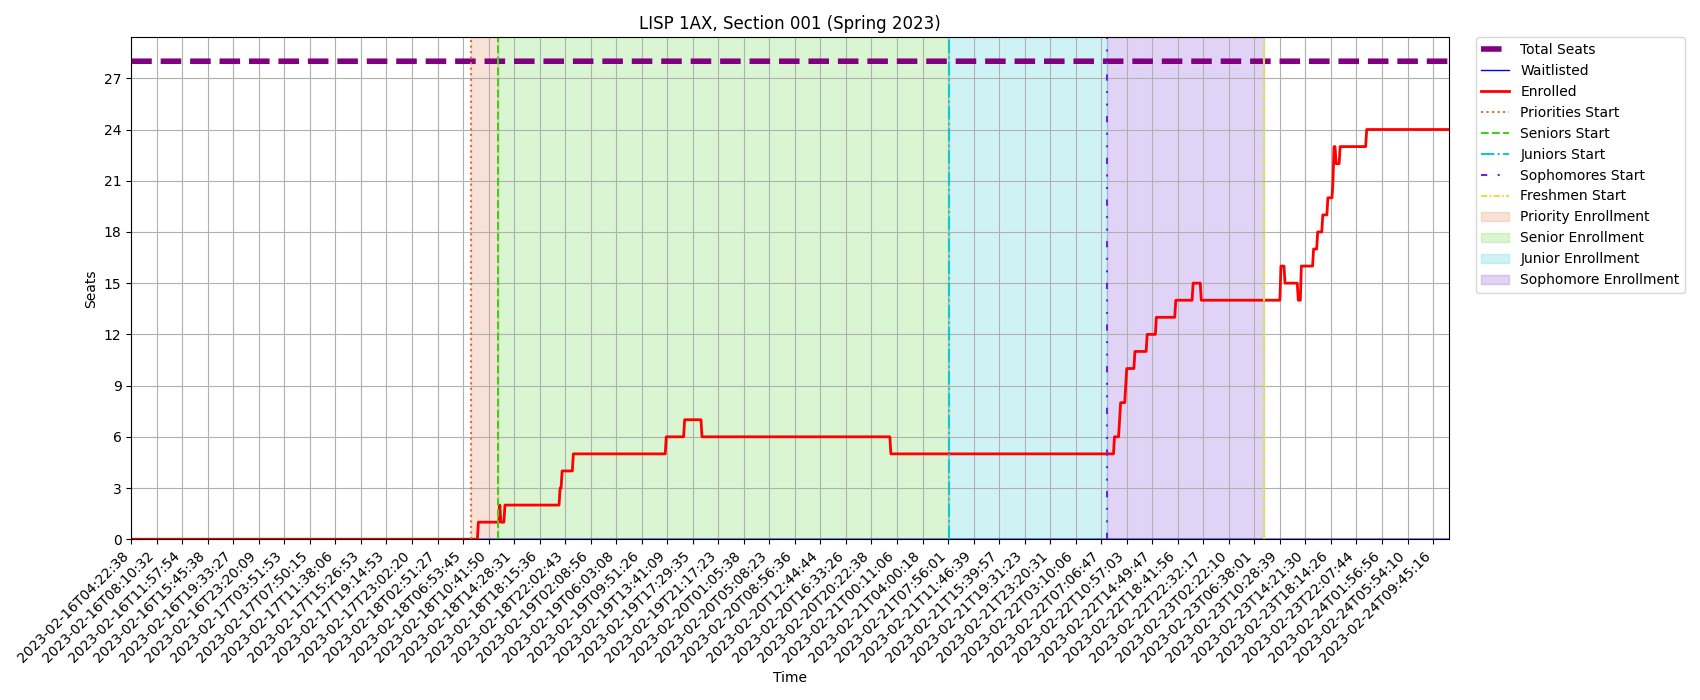 LISP 1AX, Section 001 (Spring 2023)
Total Seats
Waitlisted
Enrolled
Priorities Start
Seniors Start
Juniors Start
Sophomores Start
Freshmen Start
Priority Enrollment
Senior Enrollment
Junior Enrollment
Sophomore Enrollment
Seats
27
24
21
18
15
12
9
6
3
0
2023-02-16T04:22:38
2023-02-16T08:10:32
2023-02-16T11:57:54
2023-02-16T15:45:38
2023-02-16T19:33:27
2023-02-16T23:20:09
2023-02-17T03:51:53
2023-02-17T07:50:15
2023-02-17T11:38:06
2023-02-17T15:26:53
2023-02-17T19:14:53
2023-02-17T23:02:20
2023-02-18T02:51:27
2023-02-18T06:53:45
2023-02-18T10:41:50
2023-02-18T14:28:31
2023-02-18T18:15:36
2023-02-18T22:02:43
2023-02-19T02:08:56
2023-02-19T06:03:08
2023-02-19T09:51:26
2023-02-19T13:41:09
2023-02-19T17:29:35
2023-02-19T21:17:23
2023-02-20T01:05:38
2023-02-20T05:08:23
2023-02-20T08:56:36
2023-02-20T12:44:44
2023-02-20T16:33:26
2023-02-20T20:22:38
2023-02-21T00:11:06
2023-02-21T04:00:18
2023-02-21T07:56:01
2023-02-21T11:46:39
2023-02-21T15:39:57
2023-02-21T19:31:23
2023-02-21T23:20:31
2023-02-22T03:10:06
2023-02-22T07:06:47
2023-02-22T10:57:03
2023-02-22T14:49:47
2023-02-22T18:41:56
2023-02-22T22:32:17
2023-02-23T02:22:10
2023-02-23T06:38:01
2023-02-23T10:28:39
2023-02-23T14:21:30
2023-02-23T18:14:26
2023-02-23T22:07:44
2023-02-24T01:56:56
2023-02-24T05:54:10
2023-02-24T09:45:16
Time